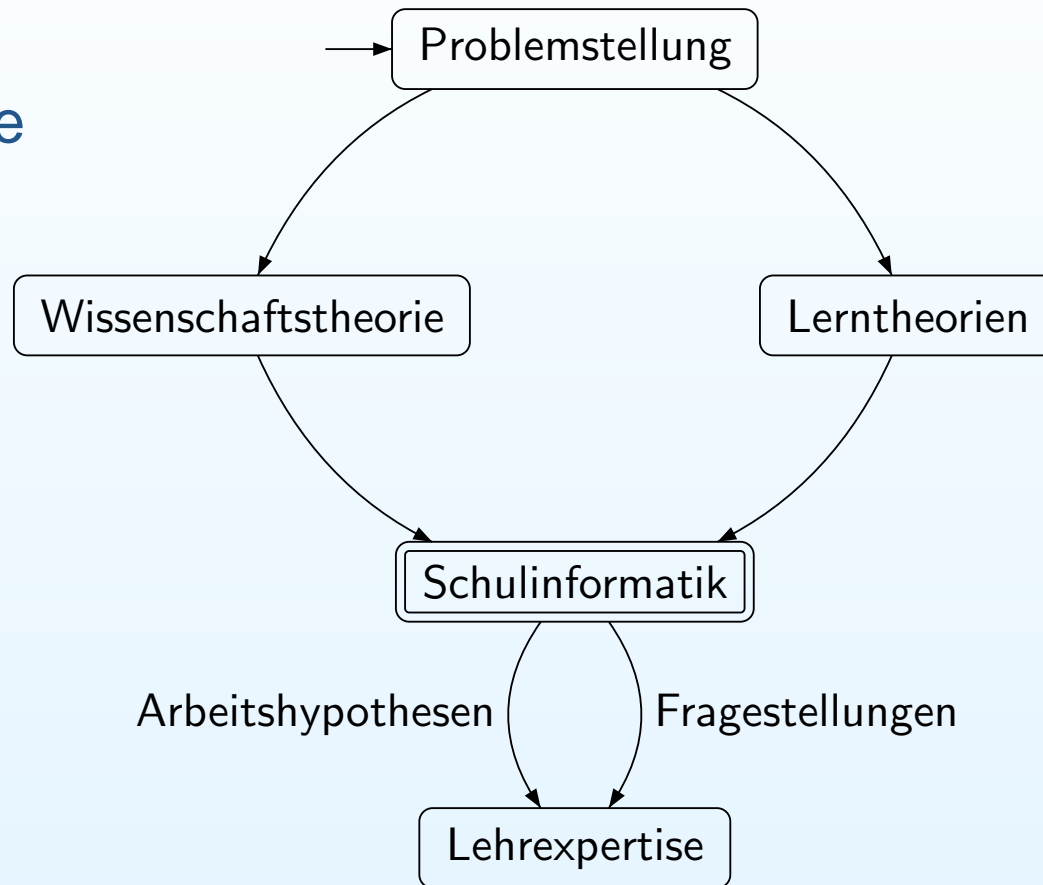 Problemstellung
e
Wissenschaftstheorie
Lerntheorien
Schulinformatik
Arbeitshypothesen
Fragestellungen
Lehrexpertise